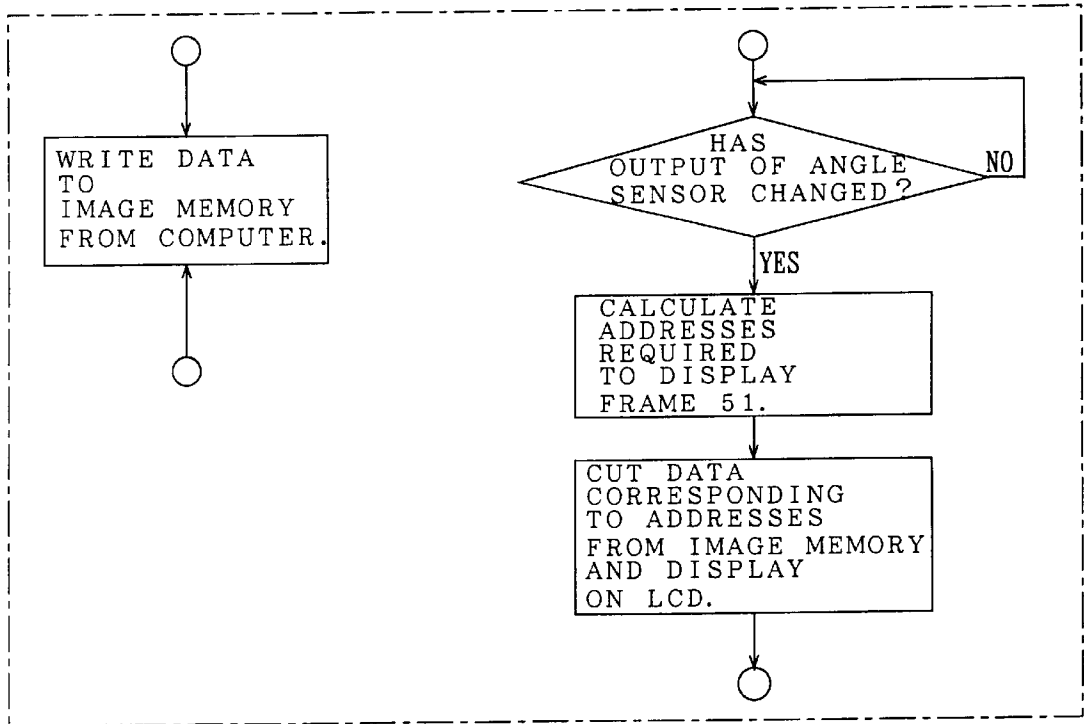 WRITE DATA
TO
IMAGE MEMORY
FROM COMPUTER.
HAS
OUTPUT OF ANGLE
SENSOR CHANGED?
NO
YES
CALCULATE
ADDRESSES
REQUIRED
TO DISPLAY
FRAME 51.
CUT DATA
CORRESPONDING
TO ADDRESSES
FROM IMAGE MEMORY
AND DISPLAY
ON LCD.